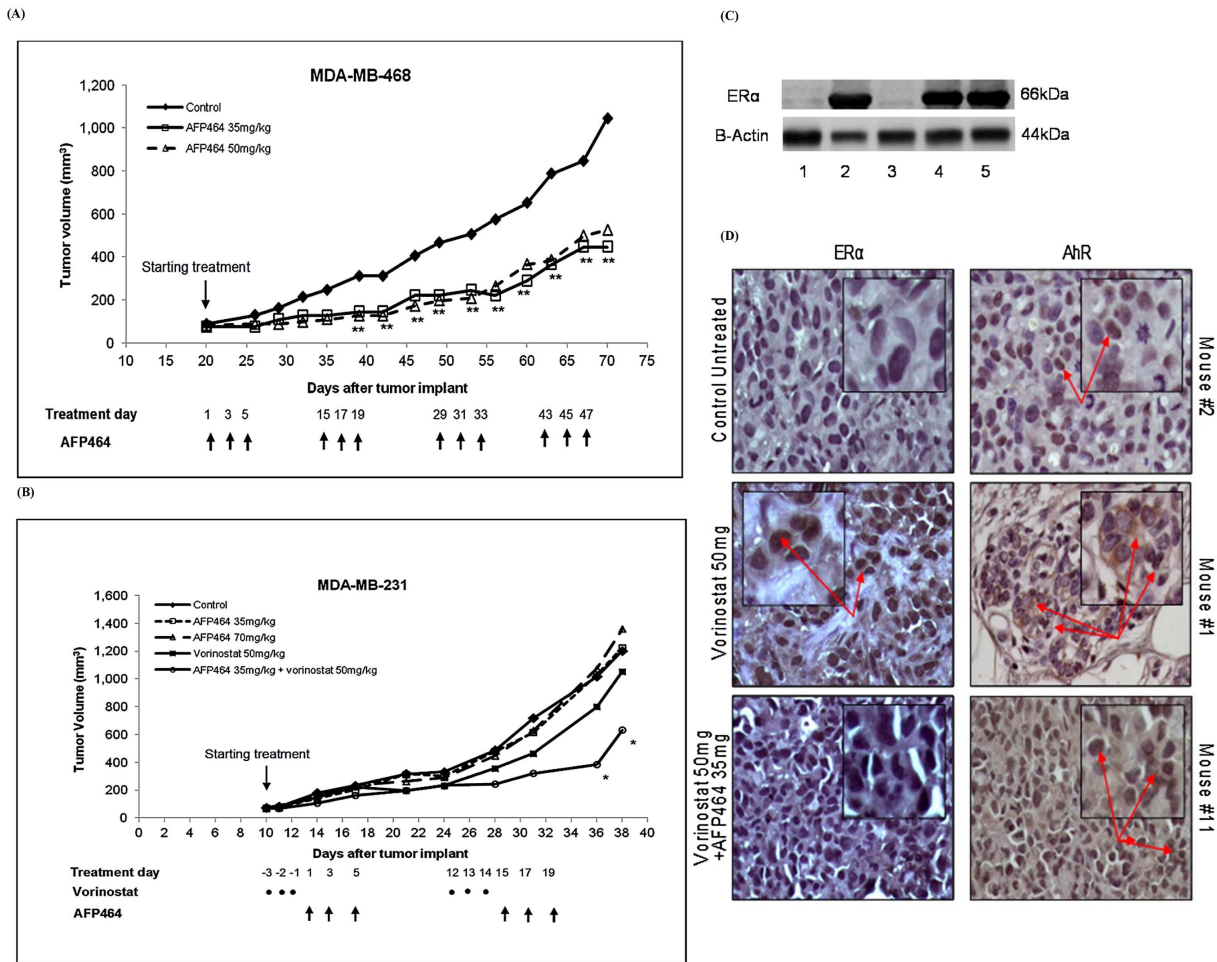 (A)
MDA-MB-468
Tumor volume (mm³)
1,200
1,000
800
600
400
200
0
Control
AFP464 35mg/kg
AFP464 50mg/kg
Starting treatment
** ** ** ** ** ** ** ** ** **
10 15 20 25 30 35 40 45 50 55 60 65 70 75
Days after tumor implant
Treatment day 1 3 5 15 17 19 29 31 33 43 45 47
AFP464
(B)
MDA-MB-231
Tumor Volume (mm³)
1,600
1,400
1,200
1,000
800
600
400
200
0
Control
AFP464 35mg/kg
AFP464 70mg/kg
Vorinostat 50mg/kg
AFP464 35mg/kg + vorinostat 50mg/kg
Starting treatment
*
*
0 2 4 6 8 10 12 14 16 18 20 22 24 26 28 30 32 34 36 38 40
Days after tumor implant
Treatment day -3 -2 -1 1 3 5 12 13 14 15 17 19
Vorinostat
AFP464
(C)
ERα 66kDa
B-Actin 44kDa
1 2 3 4 5
(D)
ERα AhR
Control Untreated
Mouse #2
Vorinostat 50mg
Mouse #1
Vorinostat 50mg
+AFP464 35mg
Mouse #11